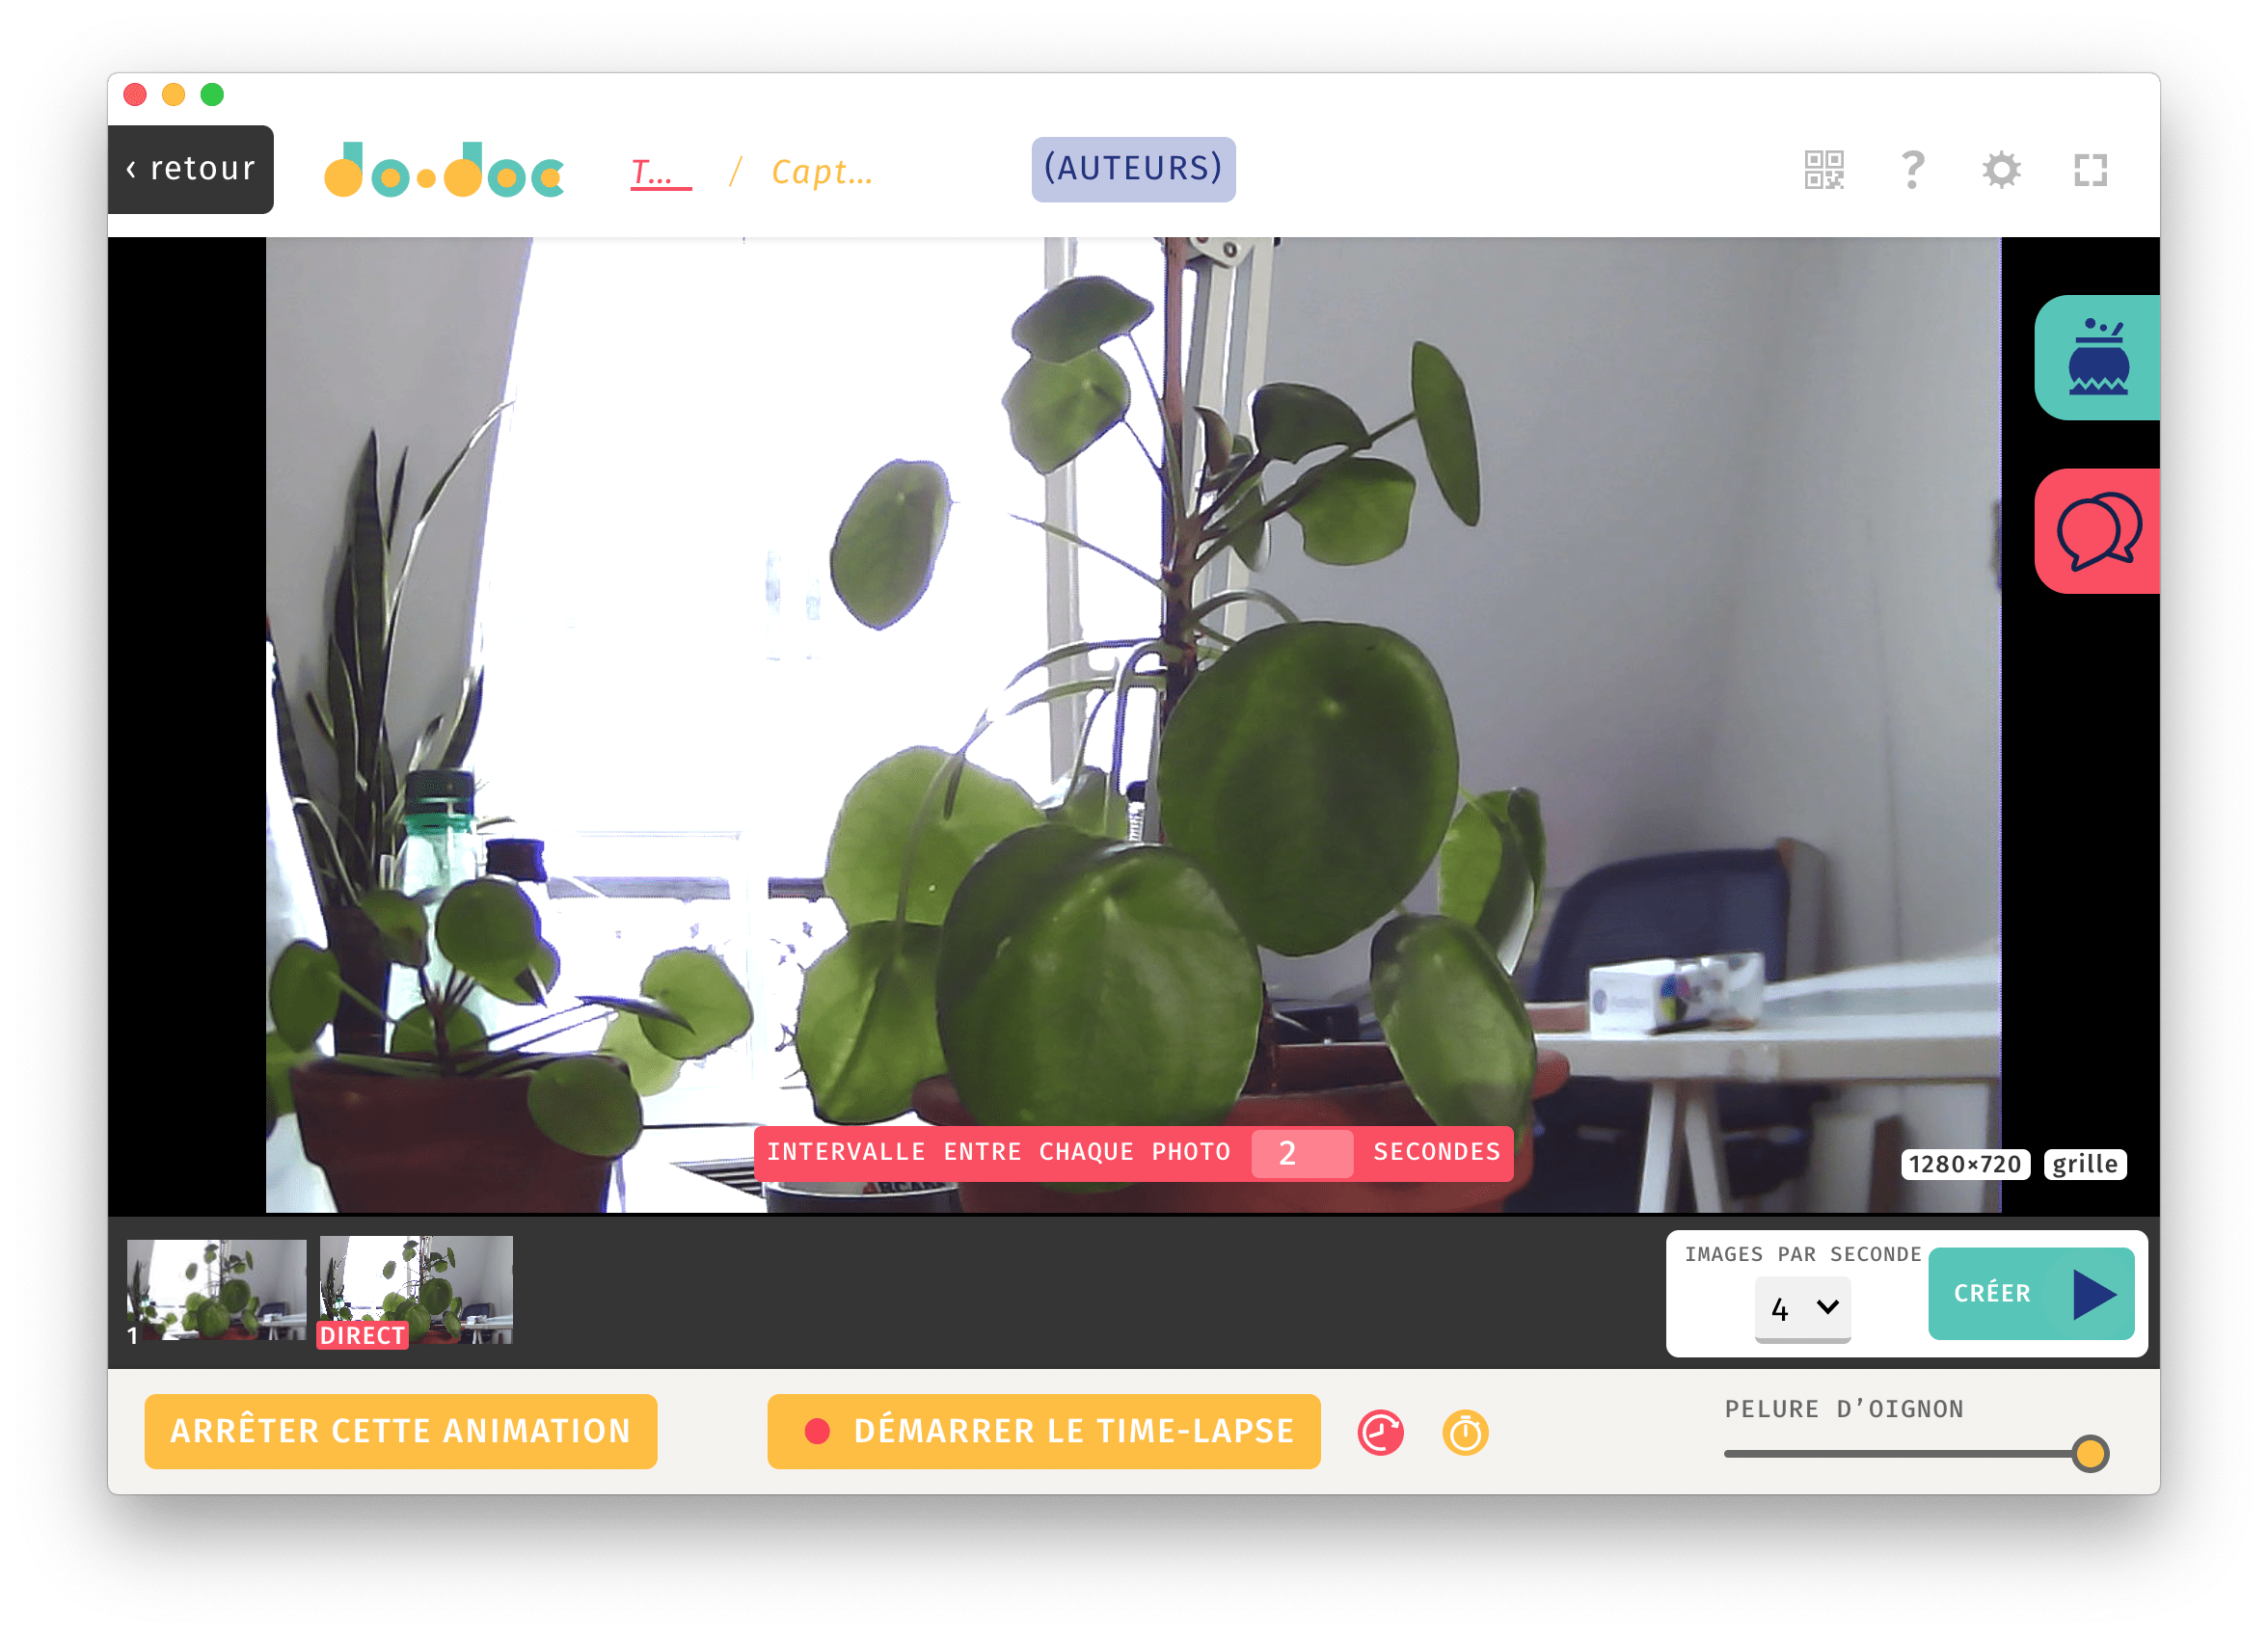 ‹ retour
do•doc
T... / Capt...
(AUTEURS)
?
INTERVALLE ENTRE CHAQUE PHOTO 2 SECONDES
1280×720 grille
1
DIRECT
IMAGES PAR SECONDE
4
CRÉER
ARRÊTER CETTE ANIMATION
DÉMARRER LE TIME-LAPSE
PELURE D’OIGNON